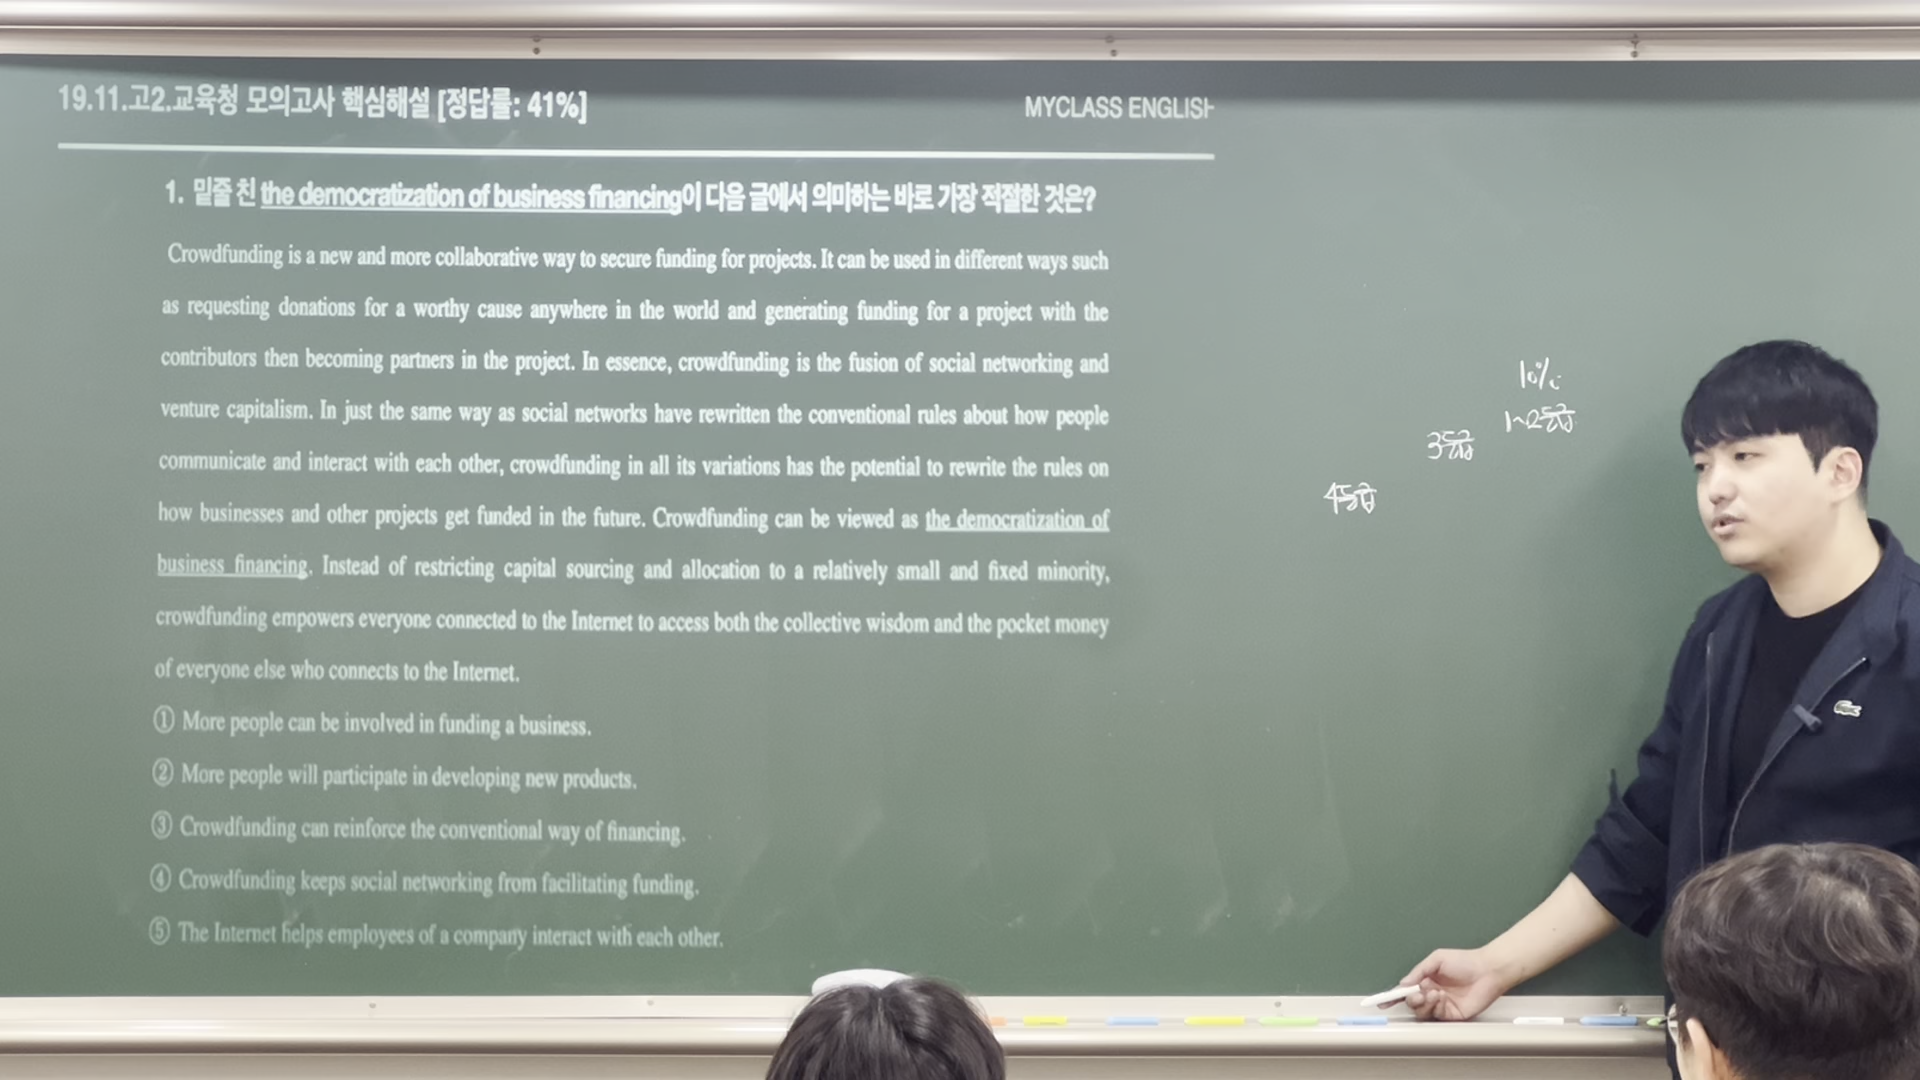 19.11.고2.교육청 모의고사 핵심해설 [정답률: 41%]
MYCLASS ENGLISH
1. 밑줄 친 the democratization of business financing이 다음 글에서 의미하는 바로 가장 적절한 것은?
Crowdfunding is a new and more collaborative way to secure funding for projects. It can be used in different ways such
as requesting donations for a worthy cause anywhere in the world and generating funding for a project with the
contributors then becoming partners in the project. In essence, crowdfunding is the fusion of social networking and
venture capitalism. In just the same way as social networks have rewritten the conventional rules about how people
communicate and interact with each other, crowdfunding in all its variations has the potential to rewrite the rules on
how businesses and other projects get funded in the future. Crowdfunding can be viewed as the democratization of
business financing. Instead of restricting capital sourcing and allocation to a relatively small and fixed minority,
crowdfunding empowers everyone connected to the Internet to access both the collective wisdom and the pocket money
of everyone else who connects to the Internet.
① More people can be involved in funding a business.
② More people will participate in developing new products.
③ Crowdfunding can reinforce the conventional way of financing.
④ Crowdfunding keeps social networking from facilitating funding.
⑤ The Internet helps employees of a company interact with each other.
10%
1~2등급
3등급
4등급